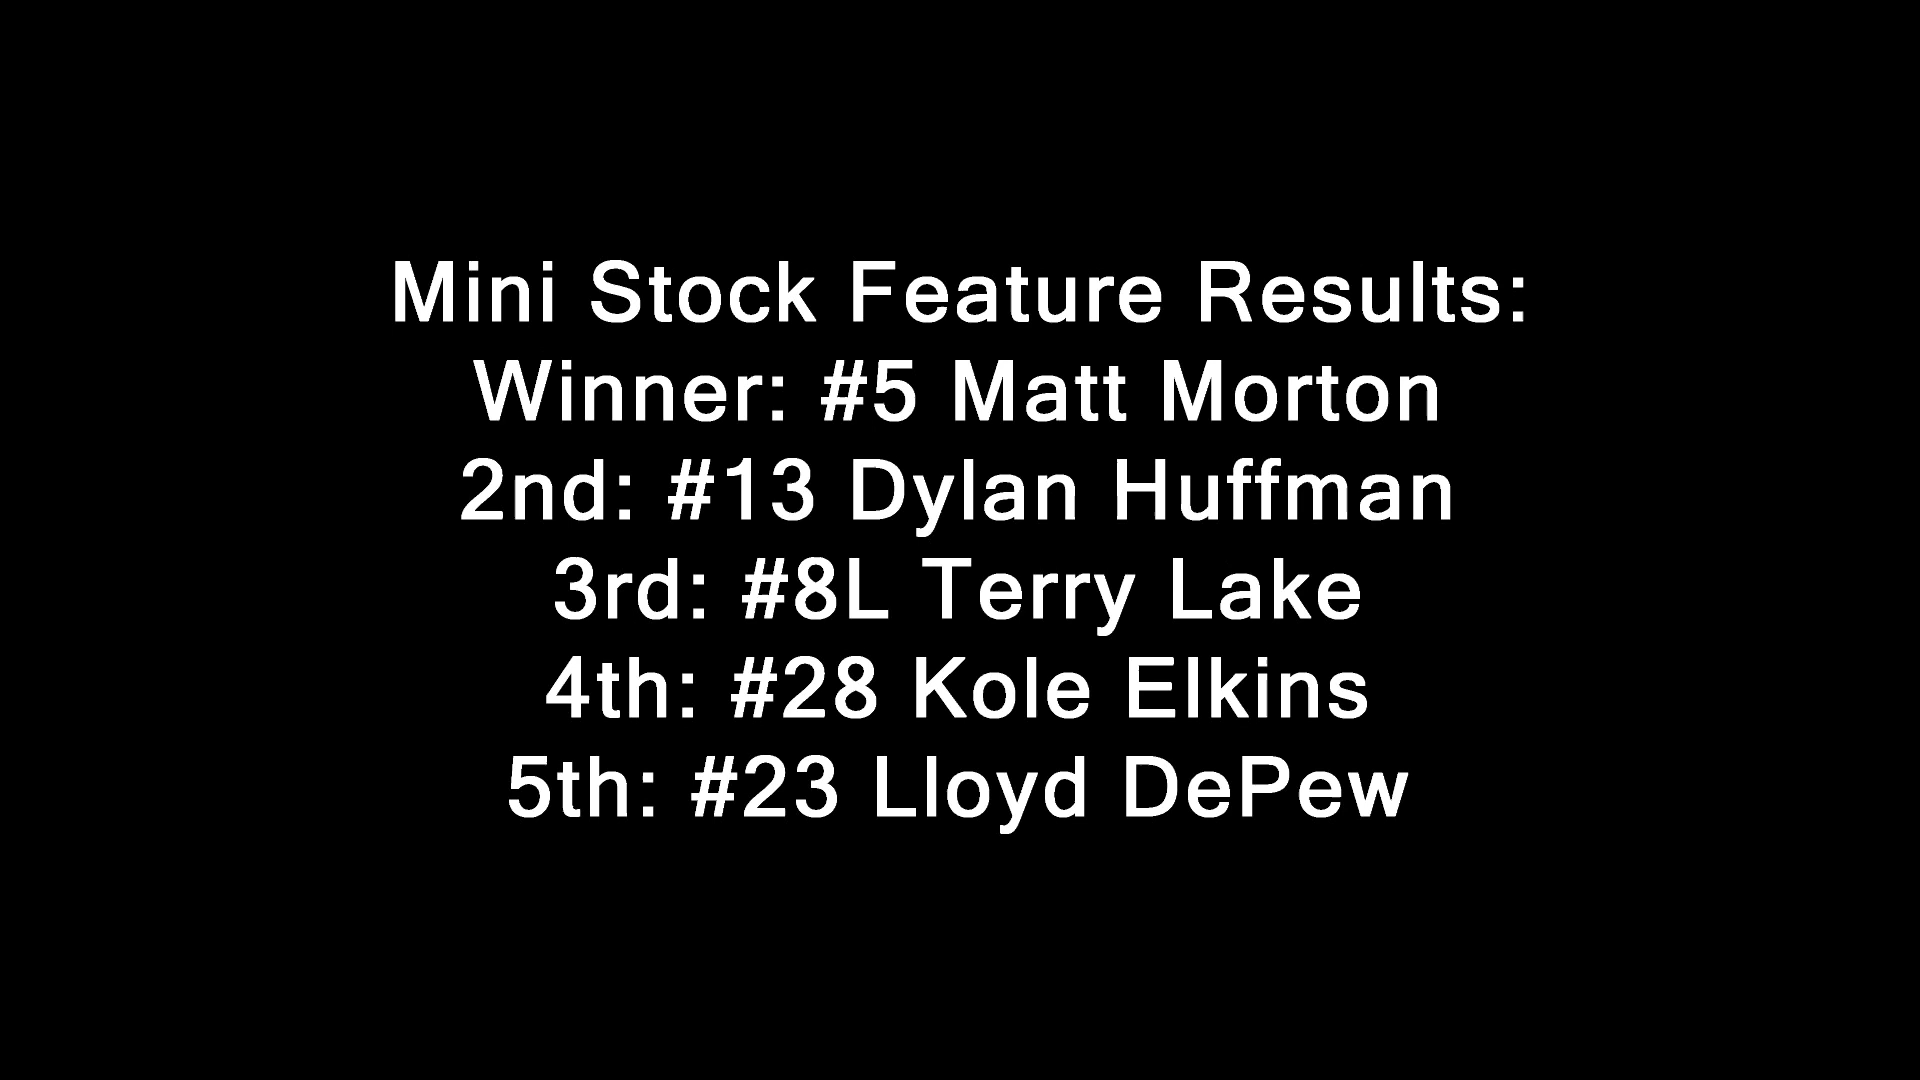 Mini Stock Feature Results:
Winner: #5 Matt Morton
2nd: #13 Dylan Huffman
3rd: #8L Terry Lake
4th: #28 Kole Elkins
5th: #23 Lloyd DePew